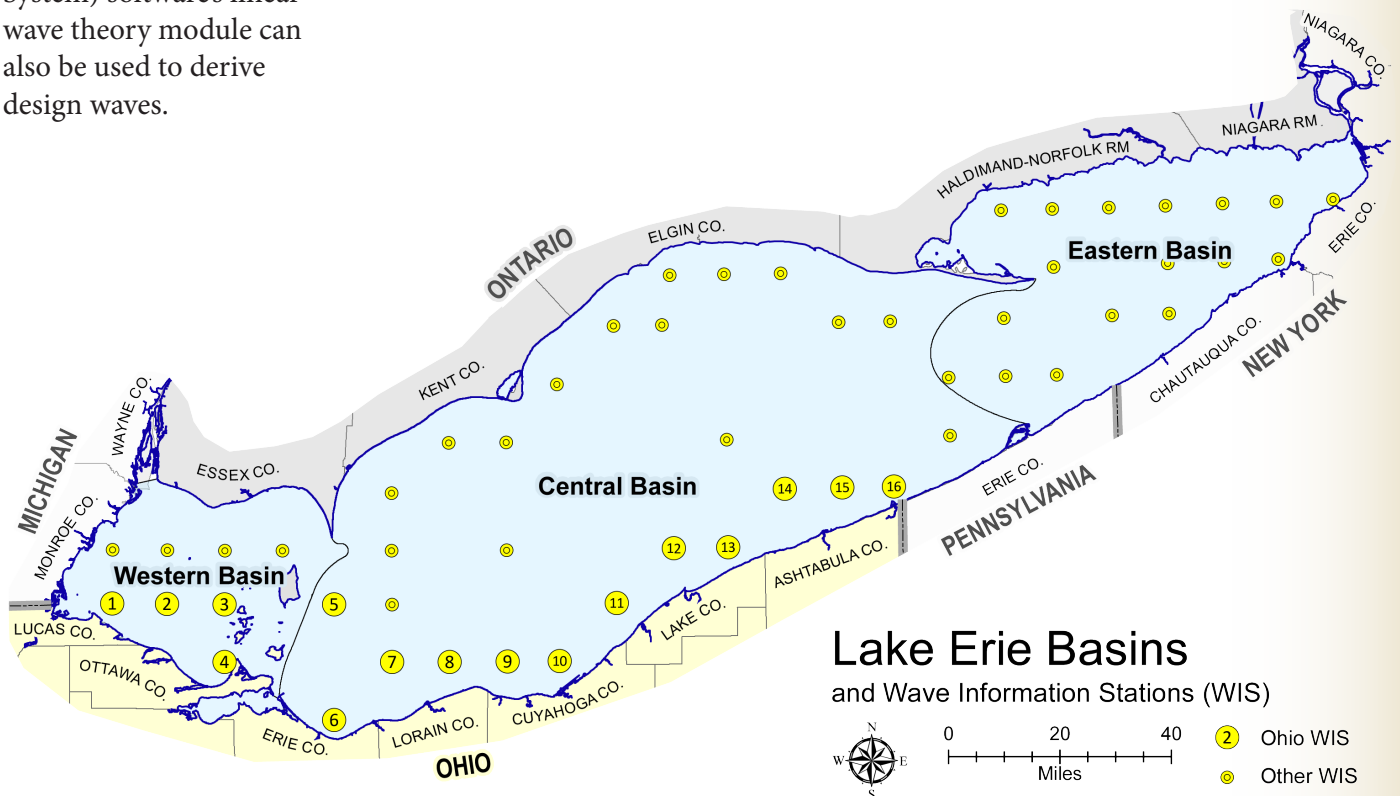 wave theory module can
also be used to derive
design waves.
NIAGARA CO.
NIAGARA RM
HALDIMAND-NORFOLK RM
ERIE CO.
ELGIN CO.
ONTARIO
Eastern Basin
NEW YORK
CHAUTAUQUA CO.
KENT CO.
WAYNE CO.
MICHIGAN
ESSEX CO.
MONROE CO.
Central Basin
14
15
16
ERIE CO.
PENNSYLVANIA
12
13
Western Basin
ASHTABULA CO.
1
2
3
5
11
LAKE CO.
LUCAS CO.
OTTAWA CO.
4
7
8
9
10
6
CUYAHOGA CO.
LORAIN CO.
ERIE CO.
OHIO
Lake Erie Basins
and Wave Information Stations (WIS)
N
W
E
S
0 20 40
Miles
2 Ohio WIS
Other WIS